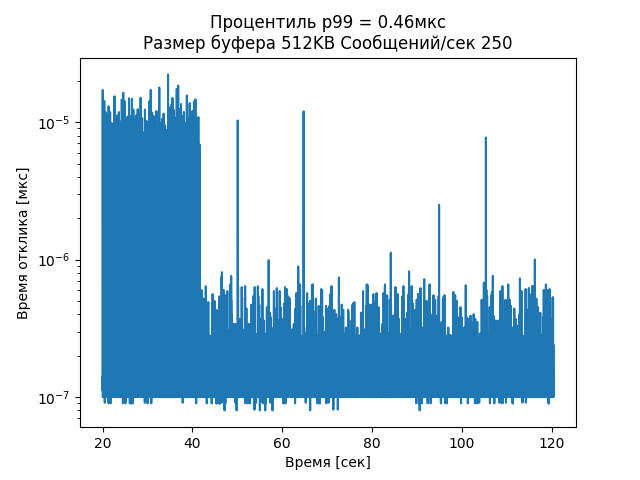 Процентиль p99 = 0.46мкс
Размер буфера 512KB Сообщений/сек 250
Время отклика [мкс]
10⁻⁵
10⁻⁶
10⁻⁷
20 40 60 80 100 120
Время [сек]